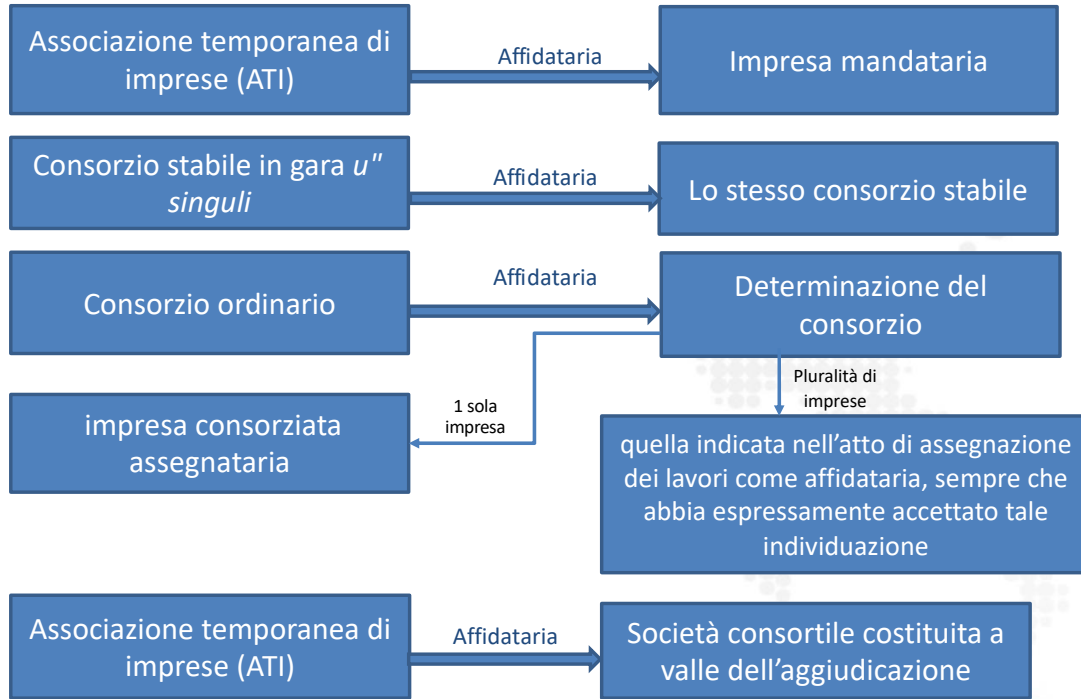 Associazione temporanea di
imprese (ATI)
Affidataria
Impresa mandataria
Consorzio stabile in gara u"
singuli
Affidataria
Lo stesso consorzio stabile
Consorzio ordinario
Affidataria
Determinazione del
consorzio
1 sola
impresa
impresa consorziata
assegnataria
Pluralità di
imprese
quella indicata nell’atto di assegnazione
dei lavori come affidataria, sempre che
abbia espressamente accettato tale
individuazione
Associazione temporanea di
imprese (ATI)
Affidataria
Società consortile costituita a
valle dell’aggiudicazione